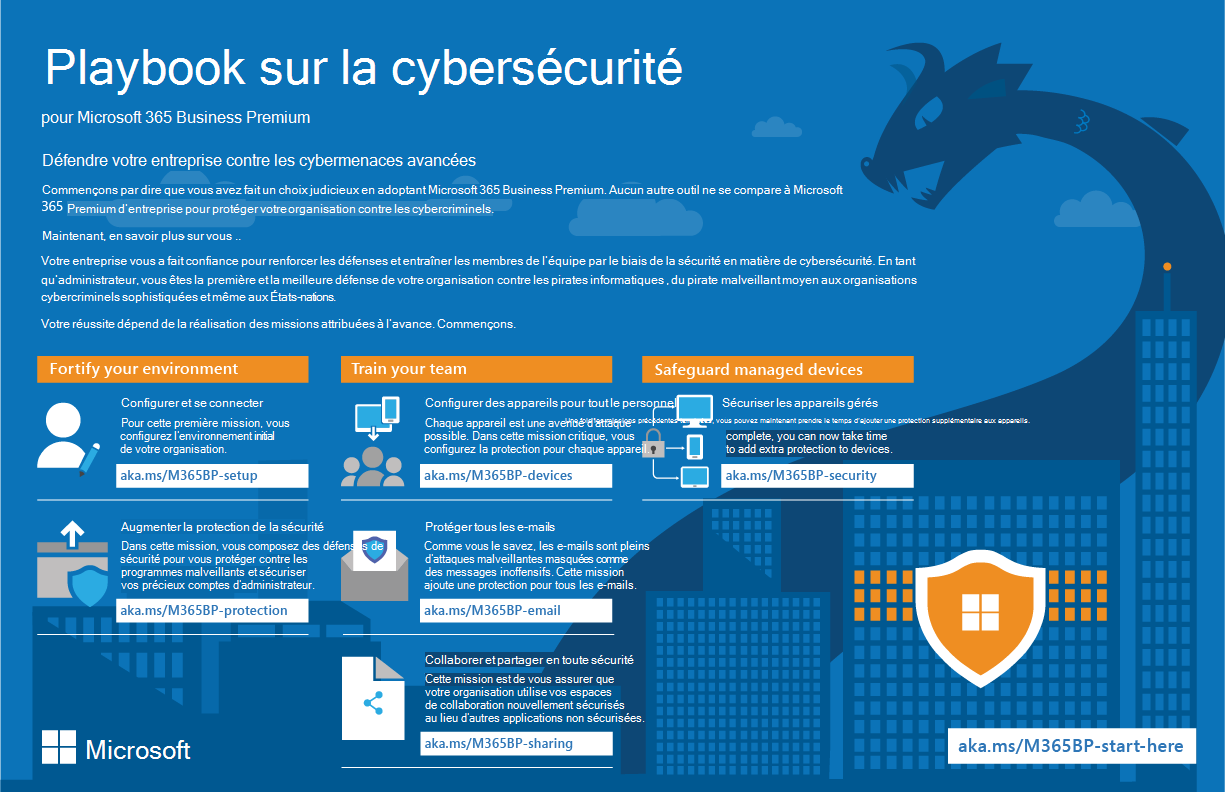 Playbook sur la cybersécurité
pour Microsoft 365 Business Premium
Défendre votre entreprise contre les cybermenaces avancées
Commençons par dire que vous avez fait un choix judicieux en adoptant Microsoft 365 Business Premium. Aucun autre outil ne se compare à Microsoft
365 Premium d'entreprise pour protéger votre organisation contre les cybercriminels.
Maintenant, en savoir plus sur vous ..
Votre entreprise vous a fait confiance pour renforcer les défenses et entraîner les membres de l'équipe par le biais de la sécurité en matière de cybersécurité. En tant
qu'administrateur, vous êtes la première et la meilleure défense de votre organisation contre les pirates informatiques , du pirate malveillant moyen aux organisations
cybercriminels sophistiquées et même aux États-nations.
Votre réussite dépend de la réalisation des missions attribuées à l'avance. Commençons.
Fortify your environment
Configurer et se connecter
Pour cette première mission, vous
configurez l'environnement initial
de votre organisation.
aka.ms/M365BP-setup
Augmenter la protection de la sécurité
Dans cette mission, vous composez des défenses de
sécurité pour vous protéger contre les
programmes malveillants et sécuriser
vos précieux comptes d'administrateur.
aka.ms/M365BP-protection
Train your team
Configurer des appareils pour tout le personnel
Chaque appareil est une avenue d'attaque
possible. Dans cette mission critique, vous
configurez la protection pour chaque appareil.
aka.ms/M365BP-devices
Protéger tous les e-mails
Comme vous le savez, les e-mails sont pleins
d'attaques malveillantes masquées comme
des messages inoffensifs. Cette mission
ajoute une protection pour tous les e-mails.
aka.ms/M365BP-email
Collaborer et partager en toute sécurité
Cette mission est de vous assurer que
votre organisation utilise vos espaces
de collaboration nouvellement sécurisés
au lieu d'autres applications non sécurisées.
aka.ms/M365BP-sharing
Safeguard managed devices
Sécuriser les appareils gérés
vous pouvez maintenant prendre le temps d'ajouter une protection supplémentaire aux appareils.
complete, you can now take time
to add extra protection to devices.
aka.ms/M365BP-security
Microsoft
aka.ms/M365BP-start-here